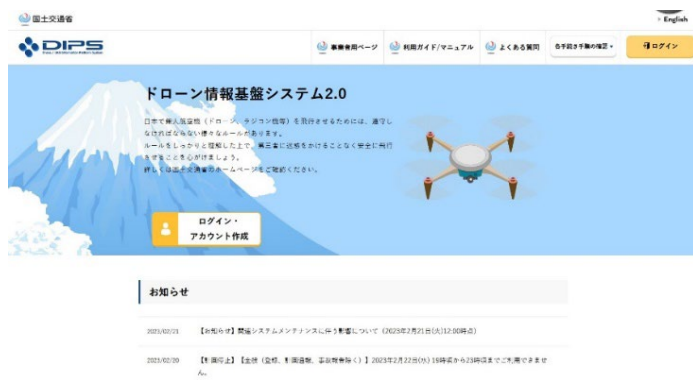 国土交通省
English
DIPS
事業者用ページ
利用ガイド/マニュアル
よくある質問
各手続き手順の確認
ログイン
ドローン情報基盤システム2.0
日本で無人航空機（ドローン、ラジコン機等）を飛行させるためには、遵守し
なければならない様々なルールがあります。
ルールをしっかりと理解した上で、第三者に迷惑をかけることなく安全に飛行
させることを心がけましょう。
詳しくは国土交通省のホームページをご確認ください。
ログイン・
アカウント作成
お知らせ
2023/02/21 【お知らせ】関連システムメンテナンスに伴う影響について（2023年2月21日(火)12:00時点）
2023/02/20 【計画停止】【全般（登録、計画通報、事故報告除く）】2023年2月22日(水) 19時頃から23時頃までご利用できませ
ん。